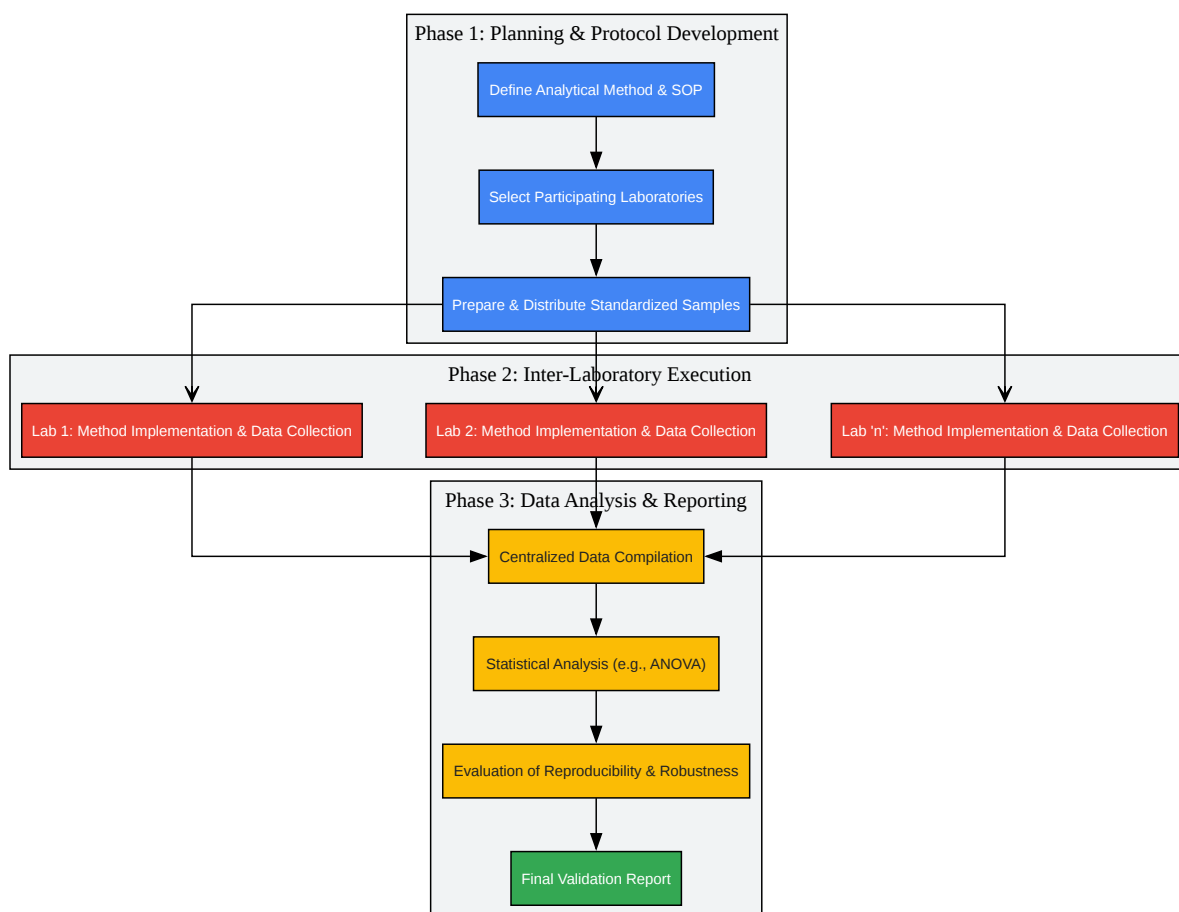 Phase 1: Planning & Protocol Development
Define Analytical Method & SOP
Select Participating Laboratories
Prepare & Distribute Standardized Samples
Phase 2: Inter-Laboratory Execution
Lab 1: Method Implementation & Data Collection
Lab 2: Method Implementation & Data Collection
Lab 'n': Method Implementation & Data Collection
Phase 3: Data Analysis & Reporting
Centralized Data Compilation
Statistical Analysis (e.g., ANOVA)
Evaluation of Reproducibility & Robustness
Final Validation Report